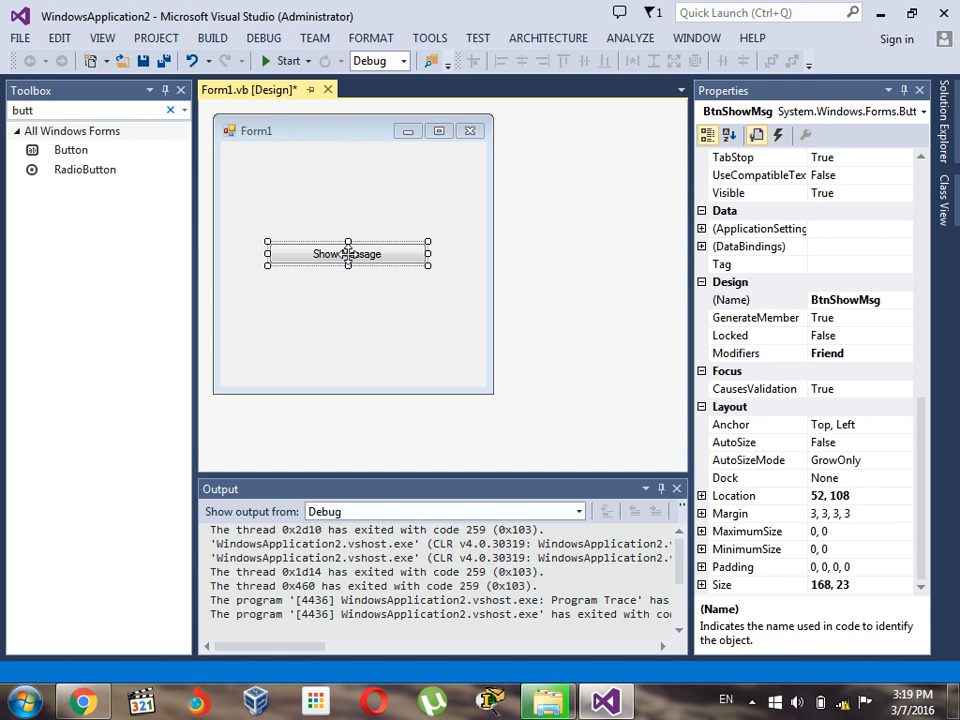 WindowsApplication2 - Microsoft Visual Studio (Administrator)
1
Quick Launch (Ctrl+Q)
FILE EDIT VIEW PROJECT BUILD DEBUG TEAM FORMAT TOOLS TEST ARCHITECTURE ANALYZE WINDOW HELP Sign in
Start Debug
Toolbox
butt
All Windows Forms
Button
RadioButton
Form1.vb [Design]*
Form1
Output
Show output from: Debug
The thread 0x2d10 has exited with code 259 (0x103).
'WindowsApplication2.vshost.exe' (CLR v4.0.30319: WindowsApplication2.v
'WindowsApplication2.vshost.exe' (CLR v4.0.30319: WindowsApplication2.v
The thread 0x1d14 has exited with code 259 (0x103).
The thread 0x460 has exited with code 259 (0x103).
The program '[4436] WindowsApplication2.vshost.exe: Program Trace' has
The program '[4436] WindowsApplication2.vshost.exe' has exited with cod
Properties
BtnShowMsg System.Windows.Forms.Butt
TabStop True
UseCompatibleTex False
Visible True
Data
(ApplicationSetting
(DataBindings)
Tag
Design
(Name) BtnShowMsg
GenerateMember True
Locked False
Modifiers Friend
Focus
CausesValidation True
Layout
Anchor Top, Left
AutoSize False
AutoSizeMode GrowOnly
Dock None
Location 52, 108
Margin 3, 3, 3, 3
MaximumSize 0, 0
MinimumSize 0, 0
Padding 0, 0, 0, 0
Size 168, 23
(Name)
Indicates the name used in code to identify
the object.
Solution Explorer
Class View
321
EN
3:19 PM
3/7/2016